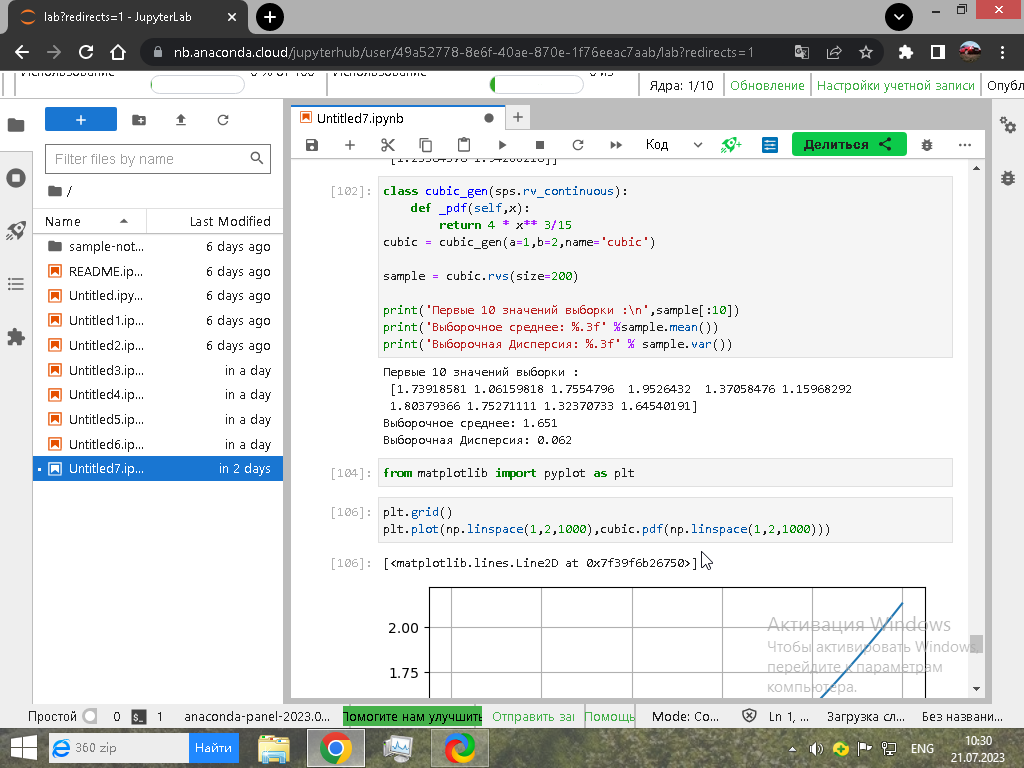 lab?redirects=1 - JupyterLab
nb.anaconda.cloud/jupyterhub/user/49a52778-8e6f-40ae-870e-1f76eeac7aab/lab?redirects=1
Использование
0 % от 100
Использование
0 из
Ядра: 1/10
Обновление
Настройки учетной записи
Опубл
Filter files by name
/
Name
Last Modified
sample-not...
6 days ago
README.ip...
6 days ago
Untitled.ipy...
6 days ago
Untitled1.ip...
6 days ago
Untitled2.ip...
6 days ago
Untitled3.ip...
in a day
Untitled4.ip...
in a day
Untitled5.ip...
in a day
Untitled6.ip...
in a day
Untitled7.ip...
in 2 days
Untitled7.ipynb
Код
Делиться
[102]:
class cubic_gen(sps.rv_continuous):
    def _pdf(self,x):
        return 4 * x** 3/15
cubic = cubic_gen(a=1,b=2,name='cubic')
sample = cubic.rvs(size=200)
print('Первые 10 значений выборки :\n',sample[:10])
print('Выборочное среднее: %.3f' %sample.mean())
print('Выборочная Дисперсия: %.3f' % sample.var())
Первые 10 значений выборки :
[1.73918581 1.06159818 1.7554796  1.9526432  1.37058476 1.15968292
1.80379366 1.75271111 1.32370733 1.64540191]
Выборочное среднее: 1.651
Выборочная Дисперсия: 0.062
[104]:
from matplotlib import pyplot as plt
[106]:
plt.grid()
plt.plot(np.linspace(1,2,1000),cubic.pdf(np.linspace(1,2,1000)))
[106]:
[<matplotlib.lines.Line2D at 0x7f39f6b26750>]
2.00
1.75
Активация Windows
Чтобы активировать Windows,
перейдите к параметрам
компьютера.
Простой
0
1
anaconda-panel-2023.0...
Помогите нам улучшить
Отправить заг
Помощь
Mode: Co...
Ln 1, ...
Загрузка сл...
Без названи...
360 zip
Найти
ENG
10:30
21.07.2023